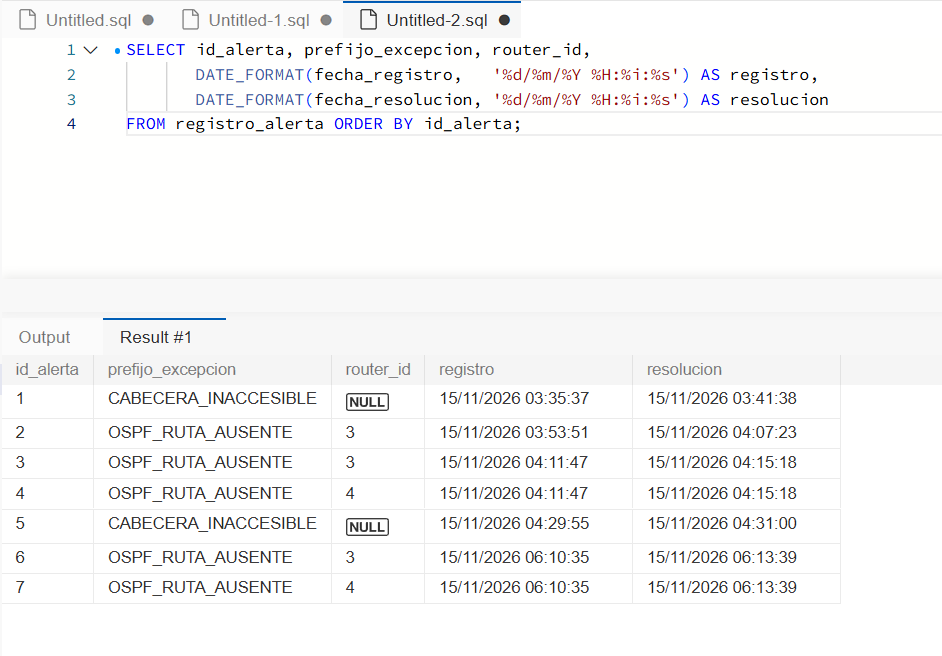 Untitled.sql Untitled-1.sql Untitled-2.sql
1 SELECT id_alerta, prefijo_excepcion, router_id,
2 DATE_FORMAT(fecha_registro,   '%d/%m/%Y %H:%i:%s') AS registro,
3 DATE_FORMAT(fecha_resolucion, '%d/%m/%Y %H:%i:%s') AS resolucion
4 FROM registro_alerta ORDER BY id_alerta;
Output Result #1
id_alerta prefijo_excepcion router_id registro resolucion
1 CABECERA_INACCESIBLE NULL 15/11/2026 03:35:37 15/11/2026 03:41:38
2 OSPF_RUTA_AUSENTE 3 15/11/2026 03:53:51 15/11/2026 04:07:23
3 OSPF_RUTA_AUSENTE 3 15/11/2026 04:11:47 15/11/2026 04:15:18
4 OSPF_RUTA_AUSENTE 4 15/11/2026 04:11:47 15/11/2026 04:15:18
5 CABECERA_INACCESIBLE NULL 15/11/2026 04:29:55 15/11/2026 04:31:00
6 OSPF_RUTA_AUSENTE 3 15/11/2026 06:10:35 15/11/2026 06:13:39
7 OSPF_RUTA_AUSENTE 4 15/11/2026 06:10:35 15/11/2026 06:13:39